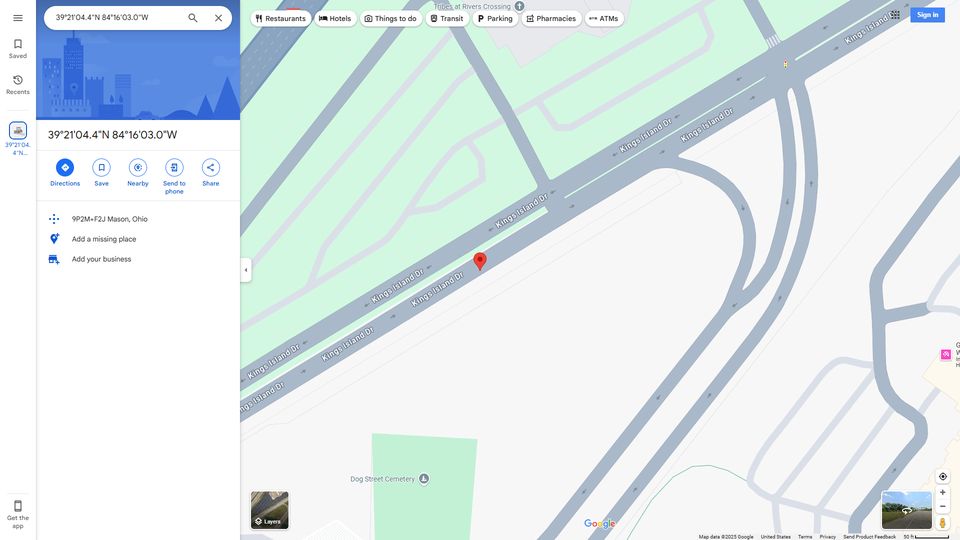 39°21'04.4"N 84°16'03.0"W
Restaurants
Hotels
Things to do
Transit
Parking
Pharmacies
ATMs
Sign in
Tribes at Rivers Crossing
Saved
Recents
39°21'04.
4"N...
39°21'04.4"N 84°16'03.0"W
Directions
Save
Nearby
Send to
phone
Share
9P2M+F2J Mason, Ohio
Add a missing place
Add your business
Get the
app
Kings Island Dr
Kings Island Dr
Kings Island Dr
Kings Island Dr
Kings Island Dr
Kings Island Dr
Kings Island Dr
Kings Island Dr
ngs Island Dr
Dog Street Cemetery
Layers
Google
Map data ©2025 Google
United States
Terms
Privacy
Send Product Feedback
50 ft